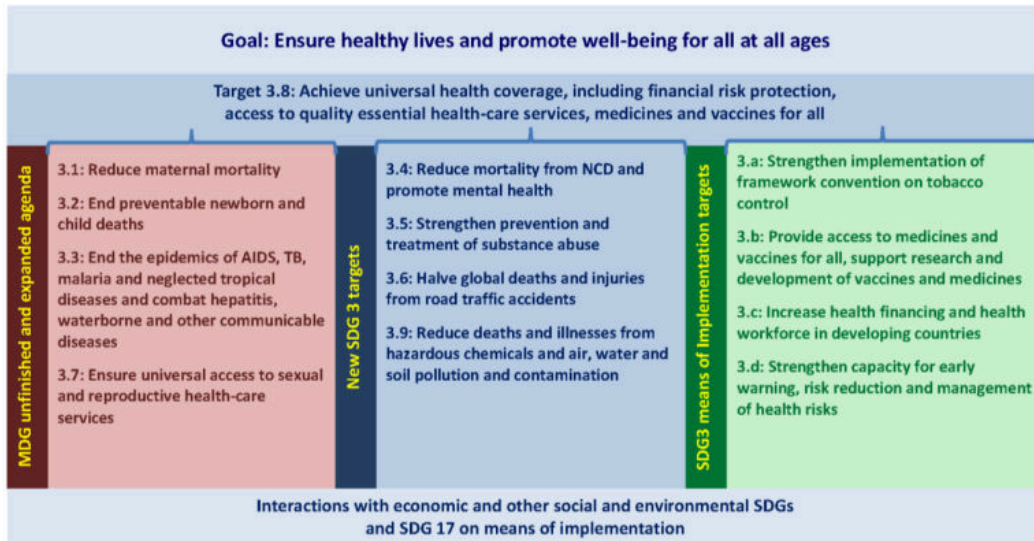 Goal: Ensure healthy lives and promote well-being for all at all ages
Target 3.8: Achieve universal health coverage, including financial risk protection,
access to quality essential health-care services, medicines and vaccines for all
MDG unfinished and expanded agenda
3.1: Reduce maternal mortality
3.2: End preventable newborn and
child deaths
3.3: End the epidemics of AIDS, TB,
malaria and neglected tropical
diseases and combat hepatitis,
waterborne and other communicable
diseases
3.7: Ensure universal access to sexual
and reproductive health-care
services
New SDG 3 targets
3.4: Reduce mortality from NCD and
promote mental health
3.5: Strengthen prevention and
treatment of substance abuse
3.6: Halve global deaths and injuries
from road traffic accidents
3.9: Reduce deaths and illnesses from
hazardous chemicals and air, water and
soil pollution and contamination
SDG3 means of Implementation targets
3.a: Strengthen implementation of
framework convention on tobacco
control
3.b: Provide access to medicines and
vaccines for all, support research and
development of vaccines and medicines
3.c: Increase health financing and health
workforce in developing countries
3.d: Strengthen capacity for early
warning, risk reduction and management
of health risks
Interactions with economic and other social and environmental SDGs
and SDG 17 on means of implementation